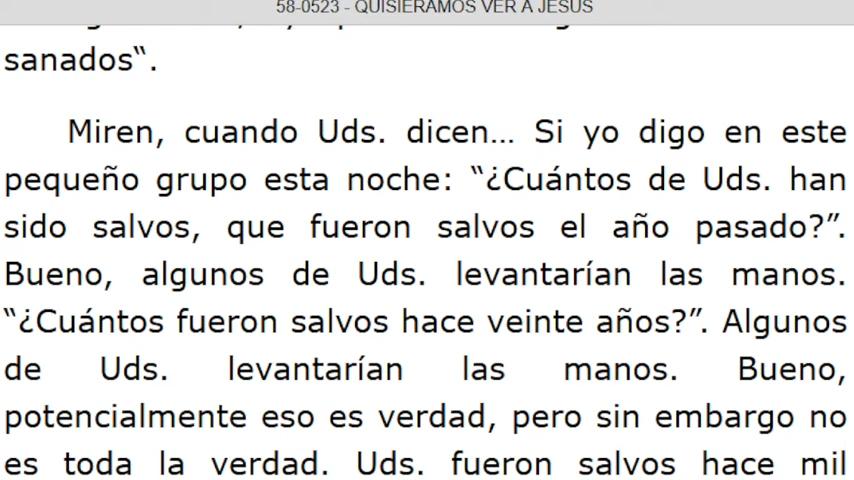 58-0523 - QUISIÉRAMOS VER A JESÚS
sanados“.
Miren, cuando Uds. dicen… Si yo digo en este
pequeño grupo esta noche: “¿Cuántos de Uds. han
sido salvos, que fueron salvos el año pasado?”.
Bueno, algunos de Uds. levantarían las manos.
“¿Cuántos fueron salvos hace veinte años?”. Algunos
de Uds. levantarían las manos. Bueno,
potencialmente eso es verdad, pero sin embargo no
es toda la verdad. Uds. fueron salvos hace mil